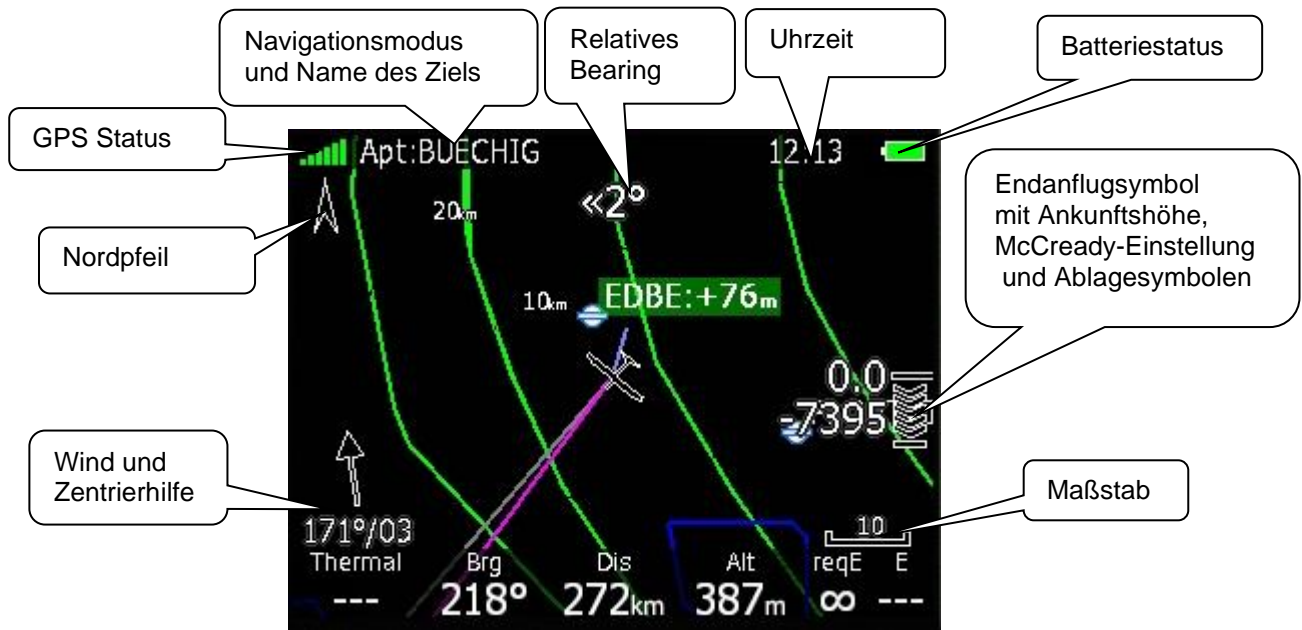 Navigationsmodus
und Name des Ziels
Relatives
Bearing
Uhrzeit
Batteriestatus
GPS Status
Nordpfeil
Endanflugsymbol
mit Ankunftshöhe,
McCready-Einstellung
und Ablagesymbolen
Wind und
Zentrierhilfe
Maßstab
Apt:BUECHIG
12:13
20km
«2°
10km
EDBE:+76m
0.0
-7395
171°/03
10
Thermal Brg Dis Alt reqE E
--- 218° 272km 387m ∞ ---